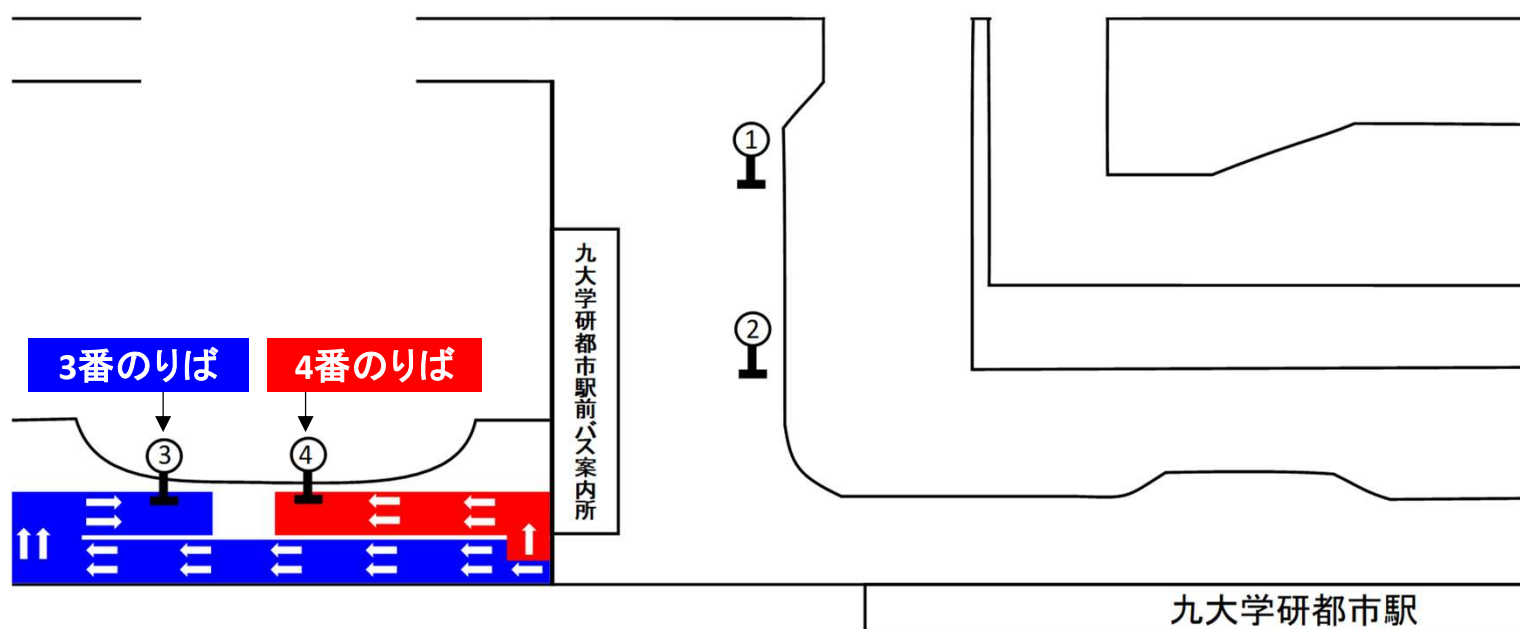 ①
九大学研都市駅前バス案内所
②
3番のりば
4番のりば
③
④
九大学研都市駅